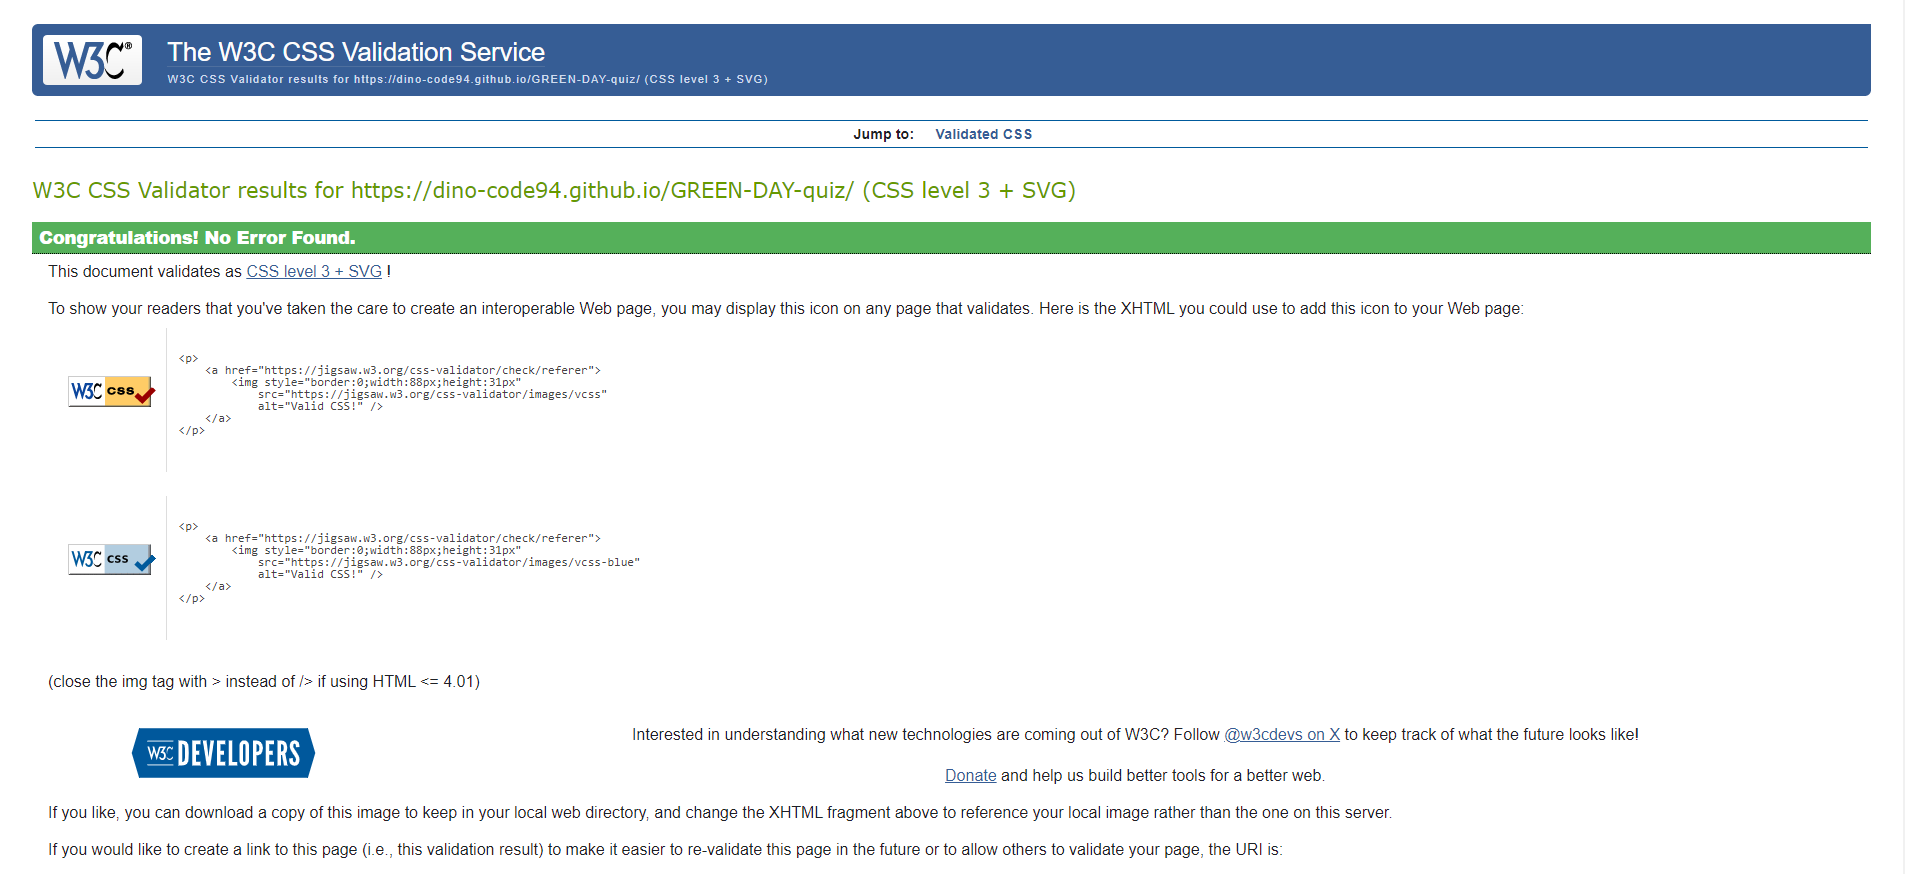 W3C®
The W3C CSS Validation Service
W3C CSS Validator results for https://dino-code94.github.io/GREEN-DAY-quiz/ (CSS level 3 + SVG)
Jump to: Validated CSS
W3C CSS Validator results for https://dino-code94.github.io/GREEN-DAY-quiz/ (CSS level 3 + SVG)
Congratulations! No Error Found.
This document validates as CSS level 3 + SVG !
To show your readers that you've taken the care to create an interoperable Web page, you may display this icon on any page that validates. Here is the XHTML you could use to add this icon to your Web page:
W3C css
<p>
    <a href="https://jigsaw.w3.org/css-validator/check/referer">
        <img style="border:0;width:88px;height:31px"
            src="https://jigsaw.w3.org/css-validator/images/vcss"
            alt="Valid CSS!" />
    </a>
</p>
W3C css
<p>
    <a href="https://jigsaw.w3.org/css-validator/check/referer">
        <img style="border:0;width:88px;height:31px"
            src="https://jigsaw.w3.org/css-validator/images/vcss-blue"
            alt="Valid CSS!" />
    </a>
</p>
(close the img tag with > instead of /> if using HTML <= 4.01)
W3C DEVELOPERS
Interested in understanding what new technologies are coming out of W3C? Follow @w3cdevs on X to keep track of what the future looks like!
Donate and help us build better tools for a better web.
If you like, you can download a copy of this image to keep in your local web directory, and change the XHTML fragment above to reference your local image rather than the one on this server.
If you would like to create a link to this page (i.e., this validation result) to make it easier to re-validate this page in the future or to allow others to validate your page, the URI is: